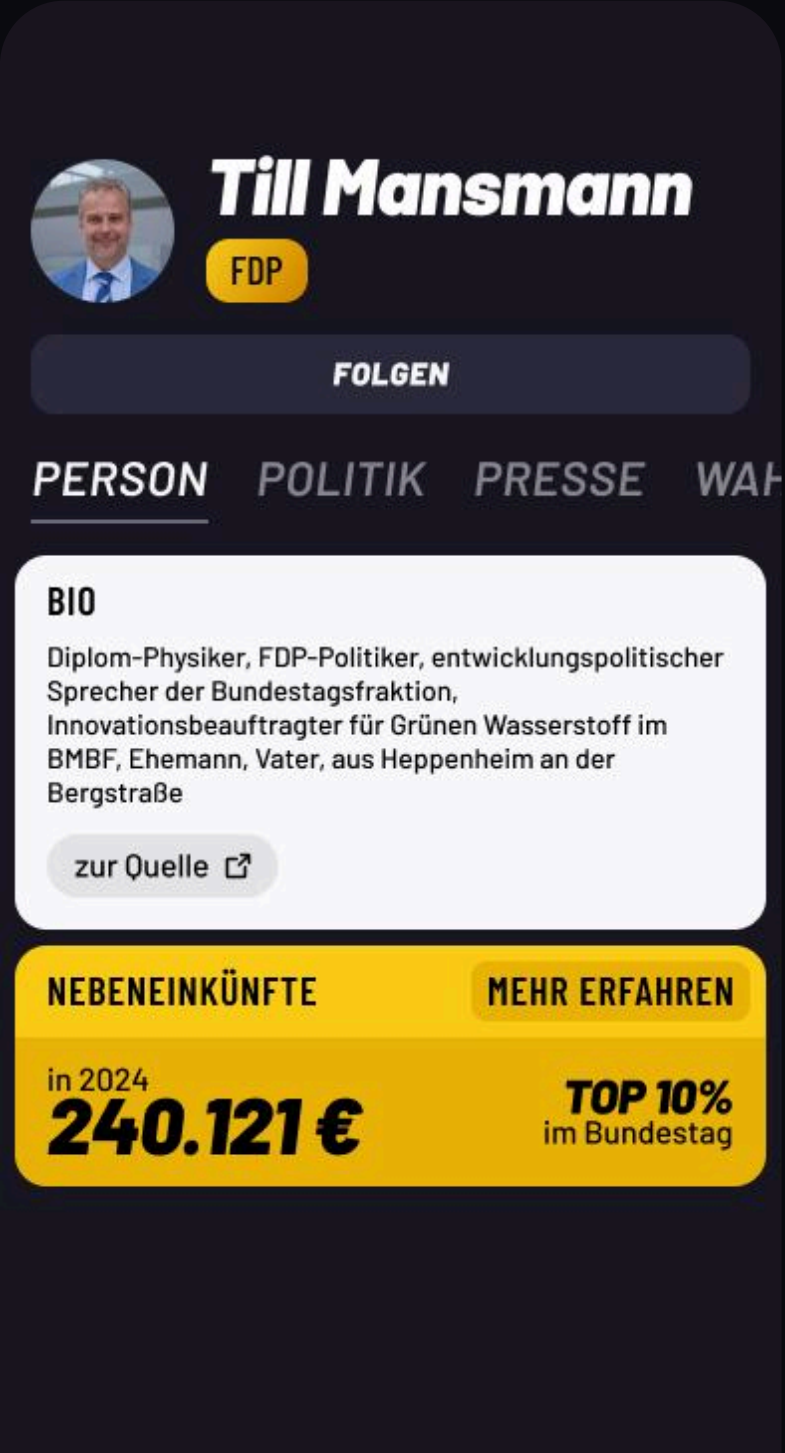 Till Mansmann
FDP
FOLGEN
PERSON POLITIK PRESSE WAH
BIO
Diplom-Physiker, FDP-Politiker, entwicklungspolitischer
Sprecher der Bundestagsfraktion,
Innovationsbeauftragter für Grünen Wasserstoff im
BMBF, Ehemann, Vater, aus Heppenheim an der
Bergstraße
zur Quelle
NEBENEINKÜNFTE MEHR ERFAHREN
in 2024
240.121 €
TOP 10%
im Bundestag